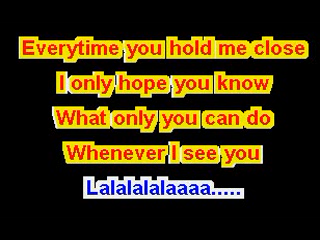 Everytime you hold me close
I only hope you know
What only you can do
Whenever I see you
Lalalalalaaaa.....